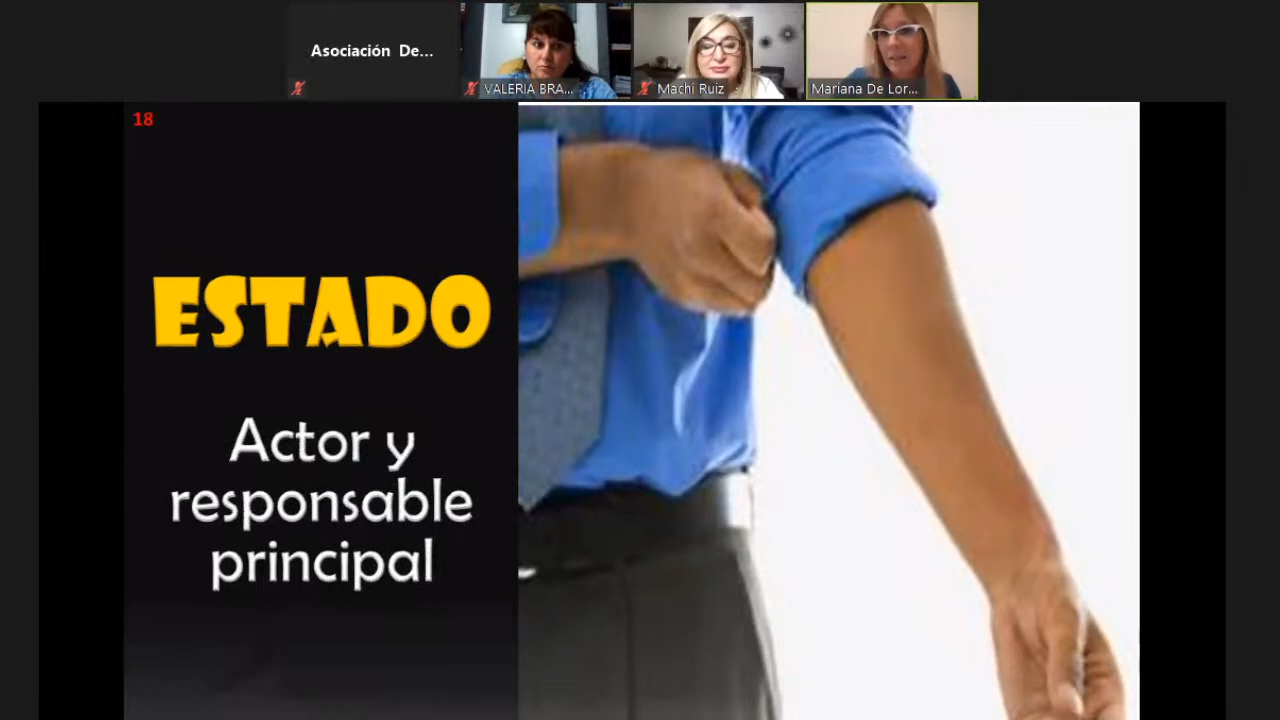 Asociación De...
VALERIA BRA...
Machi Ruiz
Mariana De Lor...
18
ESTADO
Actor y
responsable
principal